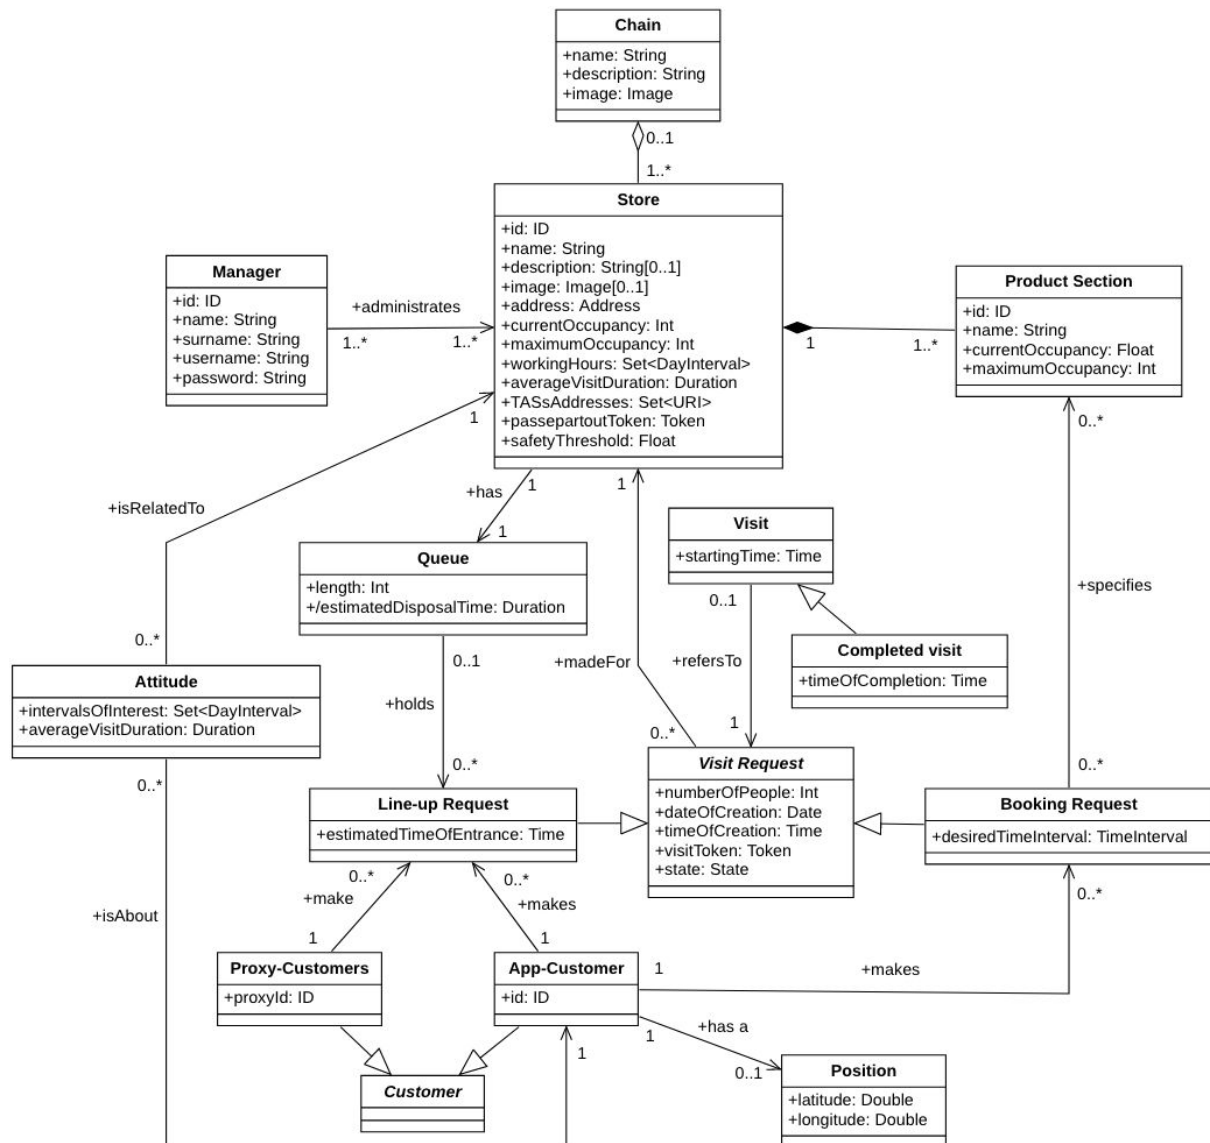 Chain
+name: String
+description: String
+image: Image
0..1
1..*
Store
+id: ID
+name: String
+description: String[0..1]
+image: Image[0..1]
+address: Address
+currentOccupancy: Int
+maximumOccupancy: Int
+workingHours: Set<DayInterval>
+averageVisitDuration: Duration
+TASsAddresses: Set<URI>
+passepartoutToken: Token
+safetyThreshold: Float
Manager
+id: ID
+name: String
+surname: String
+username: String
+password: String
+administrates
1..*
1..*
Product Section
+id: ID
+name: String
+currentOccupancy: Float
+maximumOccupancy: Int
1
1..*
1
0..*
+isRelatedTo
+has
1
1
1
Visit
+startingTime: Time
Queue
+length: Int
+/estimatedDisposalTime: Duration
0..1
+specifies
0..*
0..1
+madeFor
+refersTo
Completed visit
+timeOfCompletion: Time
Attitude
+intervalsOfInterest: Set<DayInterval>
+averageVisitDuration: Duration
+holds
0..*
1
0..*
0..*
0..*
Line-up Request
+estimatedTimeOfEntrance: Time
Visit Request
+numberOfPeople: Int
+dateOfCreation: Date
+timeOfCreation: Time
+visitToken: Token
+state: State
Booking Request
+desiredTimeInterval: TimeInterval
0..*
0..*
0..*
+make
+makes
+isAbout
1
1
Proxy-Customers
+proxyId: ID
App-Customer
+id: ID
1
+makes
+has a
1
1
0..1
Customer
Position
+latitude: Double
+longitude: Double